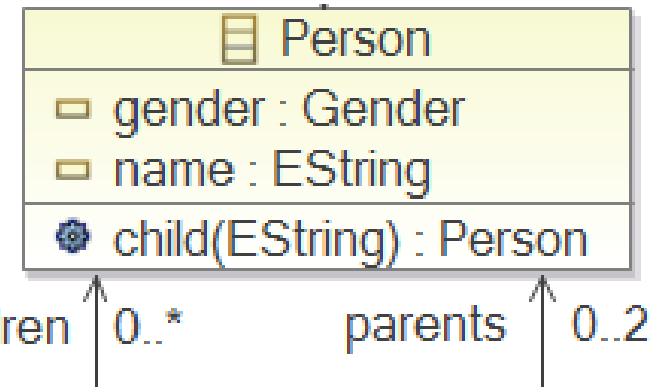 Person
gender : Gender
name : EString
child(EString) : Person
ren 0..* parents 0..2